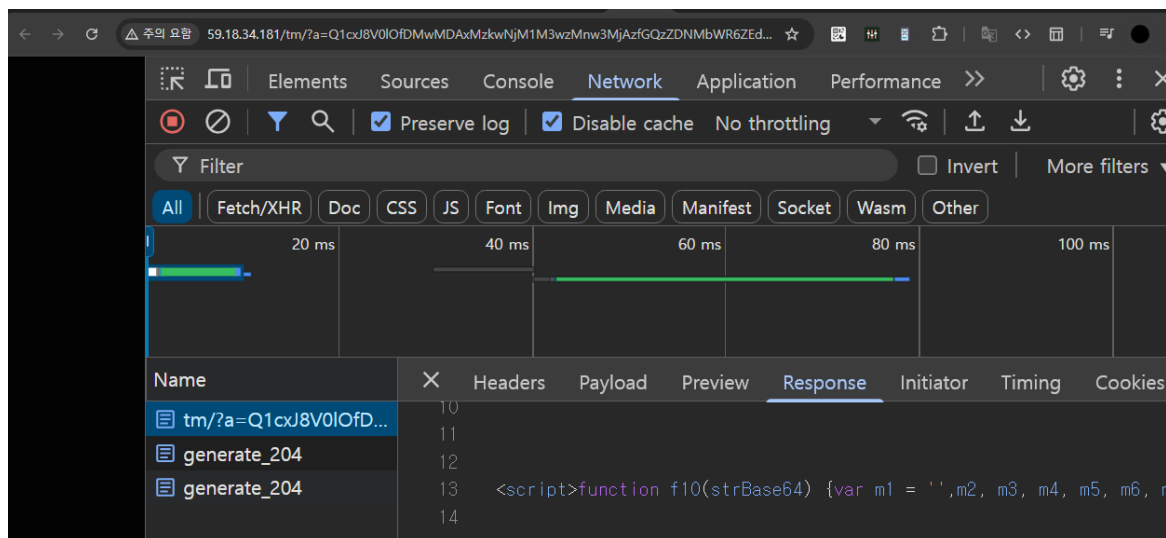 주의 요함 59.18.34.181/tm/?a=Q1cxJ8V0lOfDMwMDAxMzkwNjM1M3wzMnw3MjAzfGQzZDNMbWR6ZEd...
Elements Sources Console Network Application Performance
Preserve log Disable cache No throttling
Filter Invert More filters
All Fetch/XHR Doc CSS JS Font Img Media Manifest Socket Wasm Other
20 ms 40 ms 60 ms 80 ms 100 ms
Name Headers Payload Preview Response Initiator Timing Cookies
tm/?a=Q1cxJ8V0lOfD... 10
11
generate_204 12
generate_204 13 <script>function f10(strBase64) {var m1 = '',m2, m3, m4, m5, m6,
14